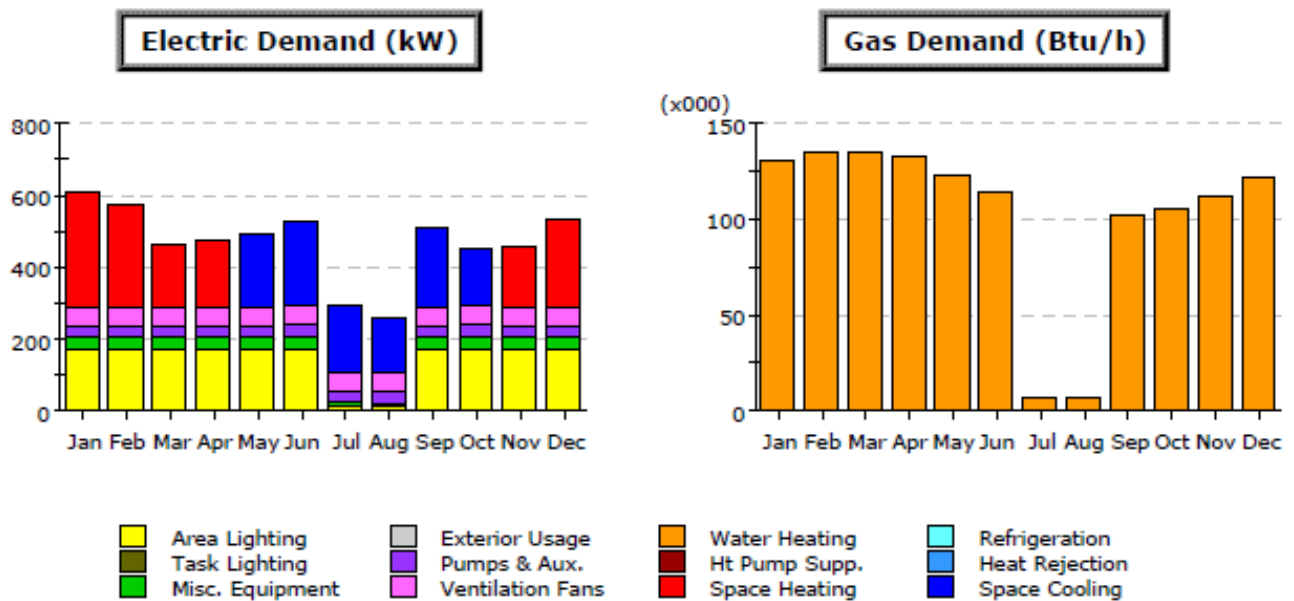 Electric Demand (kW)
Gas Demand (Btu/h)
(x000)
800
600
400
200
0
Jan Feb Mar Apr May Jun Jul Aug Sep Oct Nov Dec
150
100
50
0
Jan Feb Mar Apr May Jun Jul Aug Sep Oct Nov Dec
Area Lighting
Task Lighting
Misc. Equipment
Exterior Usage
Pumps & Aux.
Ventilation Fans
Water Heating
Ht Pump Supp.
Space Heating
Refrigeration
Heat Rejection
Space Cooling